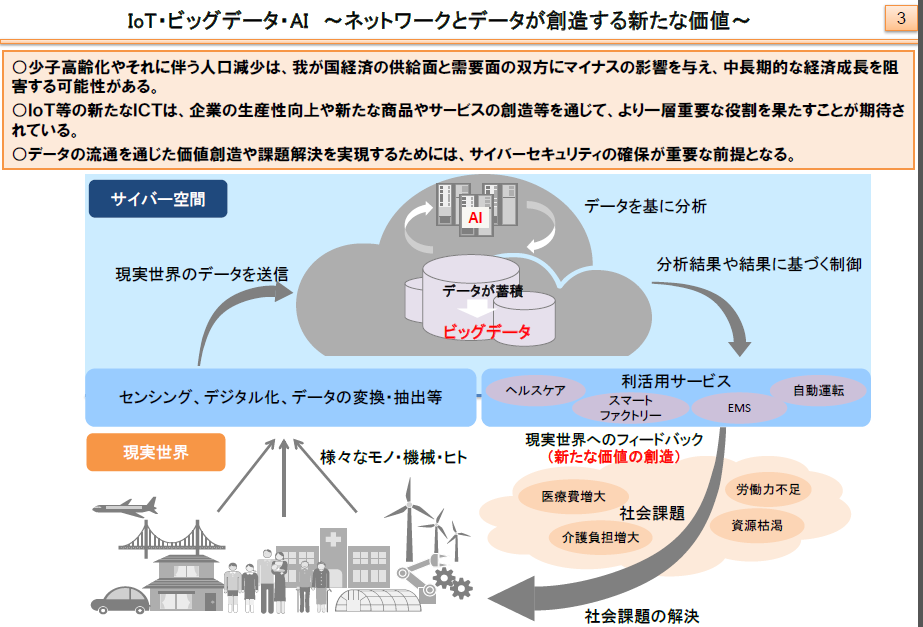 IoT・ビッグデータ・AI　～ネットワークとデータが創造する新たな価値～
3
○少子高齢化やそれに伴う人口減少は、我が国経済の供給面と需要面の双方にマイナスの影響を与え、中長期的な経済成長を阻
害する可能性がある。
○IoT等の新たなICTは、企業の生産性向上や新たな商品やサービスの創造等を通じて、より一層重要な役割を果たすことが期待さ
れている。
○データの流通を通じた価値創造や課題解決を実現するためには、サイバーセキュリティの確保が重要な前提となる。
サイバー空間
AI
データを基に分析
現実世界のデータを送信
分析結果や結果に基づく制御
データが蓄積
ビッグデータ
センシング、デジタル化、データの変換・抽出等
利活用サービス
ヘルスケア
スマート
ファクトリー
EMS
自動運転
現実世界
様々なモノ・機械・ヒト
現実世界へのフィードバック
（新たな価値の創造）
医療費増大
社会課題
労働力不足
介護負担増大
資源枯渇
社会課題の解決